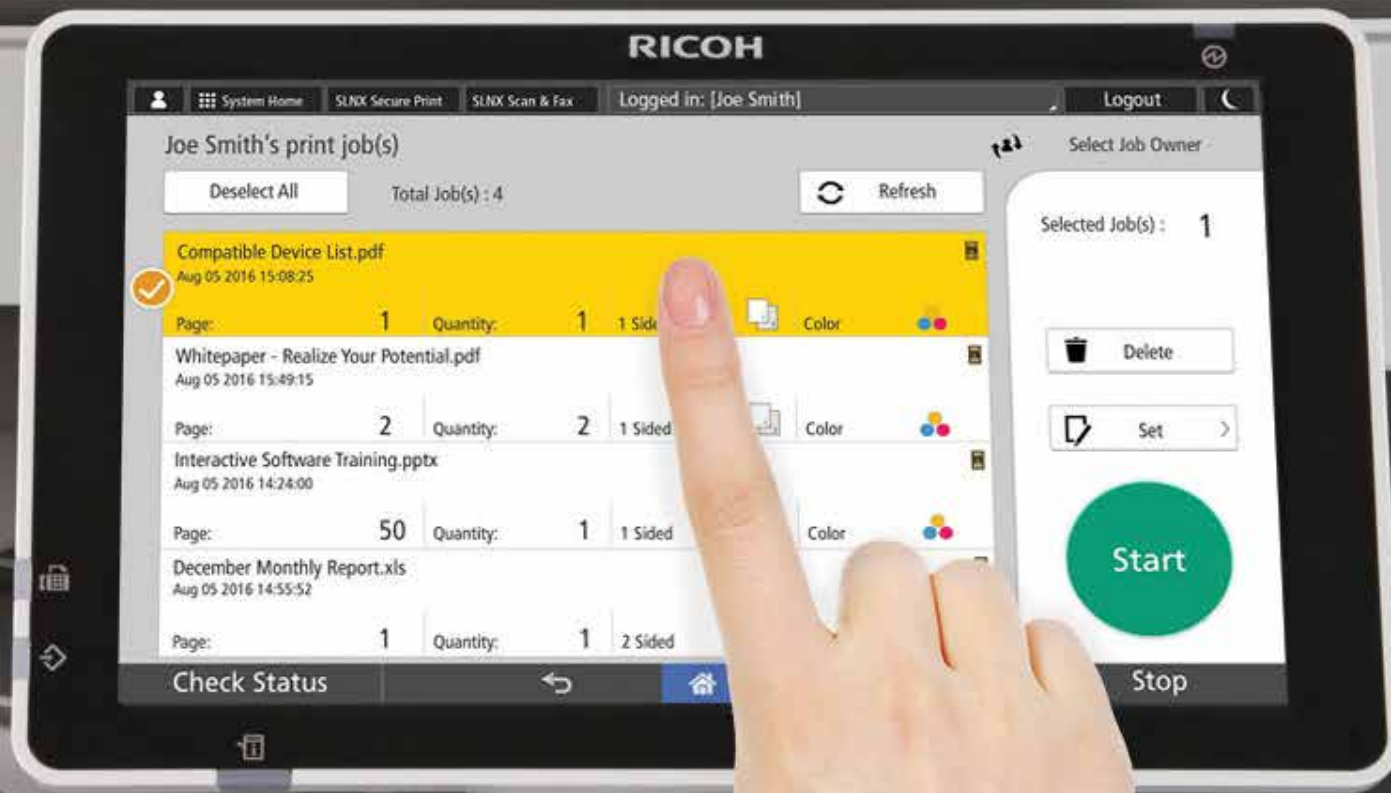 RICOH
System Home SLNX Secure Print SLNX Scan & Fax Logged in: [Joe Smith] Logout
Joe Smith's print job(s) Select Job Owner
Deselect All Total Job(s) : 4 Refresh
Selected Job(s) : 1
Compatible Device List.pdf
Aug 05 2016 15:08:25
Page: 1 Quantity: 1 1 Color
Whitepaper - Realize Your Potential.pdf
Aug 05 2016 15:49:15
Delete
Page: 2 Quantity: 2 1 Sided Color
Set
Interactive Software Training.pptx
Aug 05 2016 14:24:00
Page: 50 Quantity: 1 1 Sided Color
Start
December Monthly Report.xls
Aug 05 2016 14:55:52
Page: 1 Quantity: 1 2 Sided
Check Status Stop